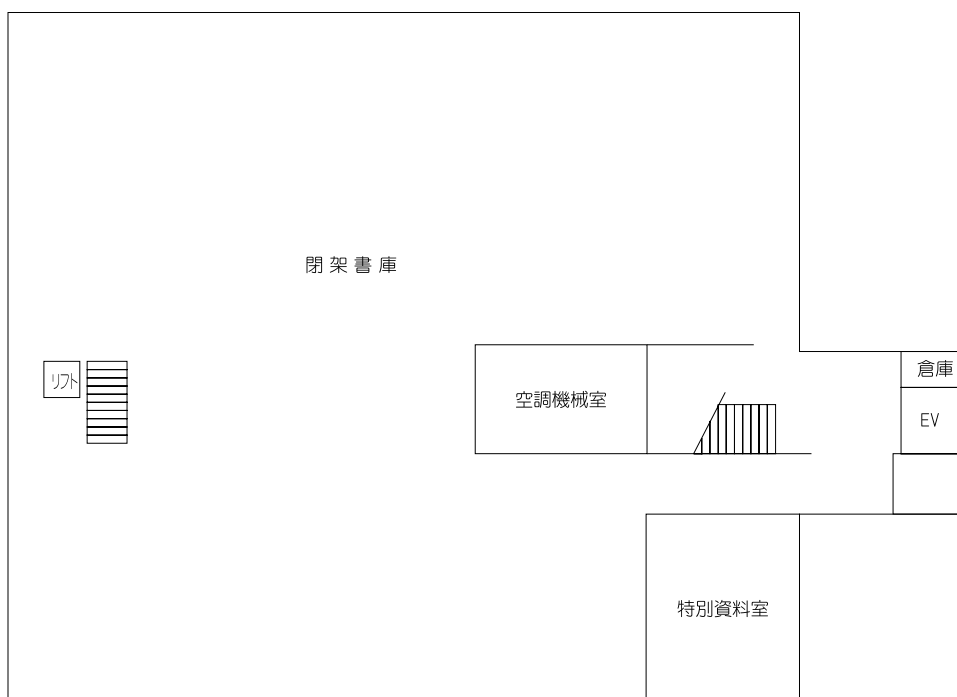 閉架書庫
倉庫
リフト
空調機械室
EV
特別資料室